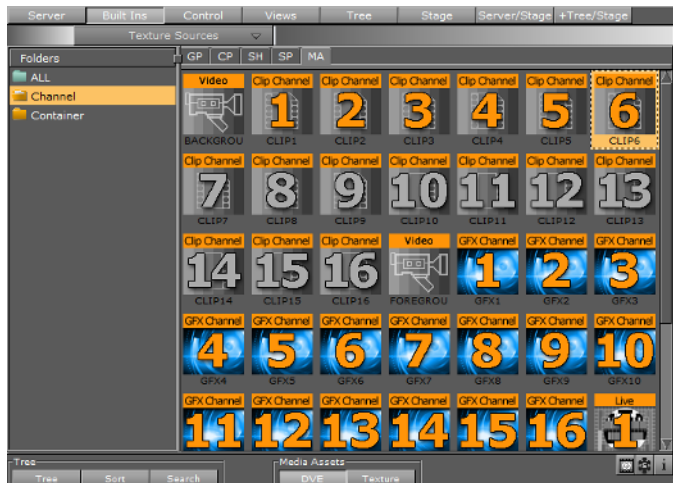 Server Built Ins Control Views Tree Stage Server/Stage +Tree/Stage
Texture Sources
Folders GP CP SH SP MA
ALL
Channel
Container
Video Clip Channel Clip Channel Clip Channel Clip Channel Clip Channel Clip Channel
1 2 3 4 5 6
BACKGROU CLIP1 CLIP2 CLIP3 CLIP4 CLIP5 CLIP6
Clip Channel Clip Channel Clip Channel Clip Channel Clip Channel Clip Channel Clip Channel
7 8 9 10 11 12 13
CLIP7 CLIP8 CLIP9 CLIP10 CLIP11 CLIP12 CLIP13
Clip Channel Clip Channel Clip Channel Video GFX Channel GFX Channel GFX Channel
14 15 16 1 2 3
CLIP14 CLIP15 CLIP16 FOREGROU GFX1 GFX2 GFX3
GFX Channel GFX Channel GFX Channel GFX Channel GFX Channel GFX Channel GFX Channel
4 5 6 7 8 9 10
GFX4 GFX5 GFX6 GFX7 GFX8 GFX9 GFX10
GFX Channel GFX Channel GFX Channel GFX Channel GFX Channel GFX Channel Live
11 12 13 14 15 16 1
Tree Media Assets i
Tree Sort Search DVE Texture